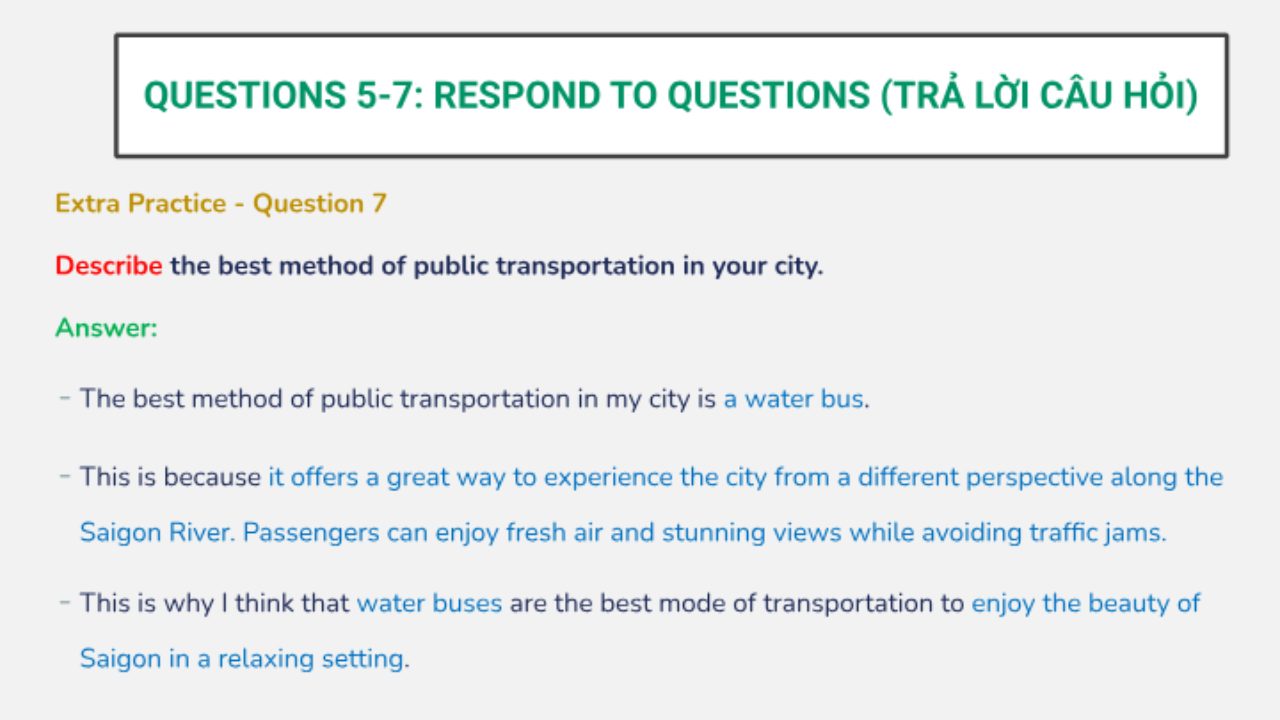 QUESTIONS 5-7: RESPOND TO QUESTIONS (TRẢ LỜI CÂU HỎI)
Extra Practice - Question 7
Describe the best method of public transportation in your city.
Answer:
- The best method of public transportation in my city is a water bus.
- This is because it offers a great way to experience the city from a different perspective along the
Saigon River. Passengers can enjoy fresh air and stunning views while avoiding traffic jams.
- This is why I think that water buses are the best mode of transportation to enjoy the beauty of
Saigon in a relaxing setting.